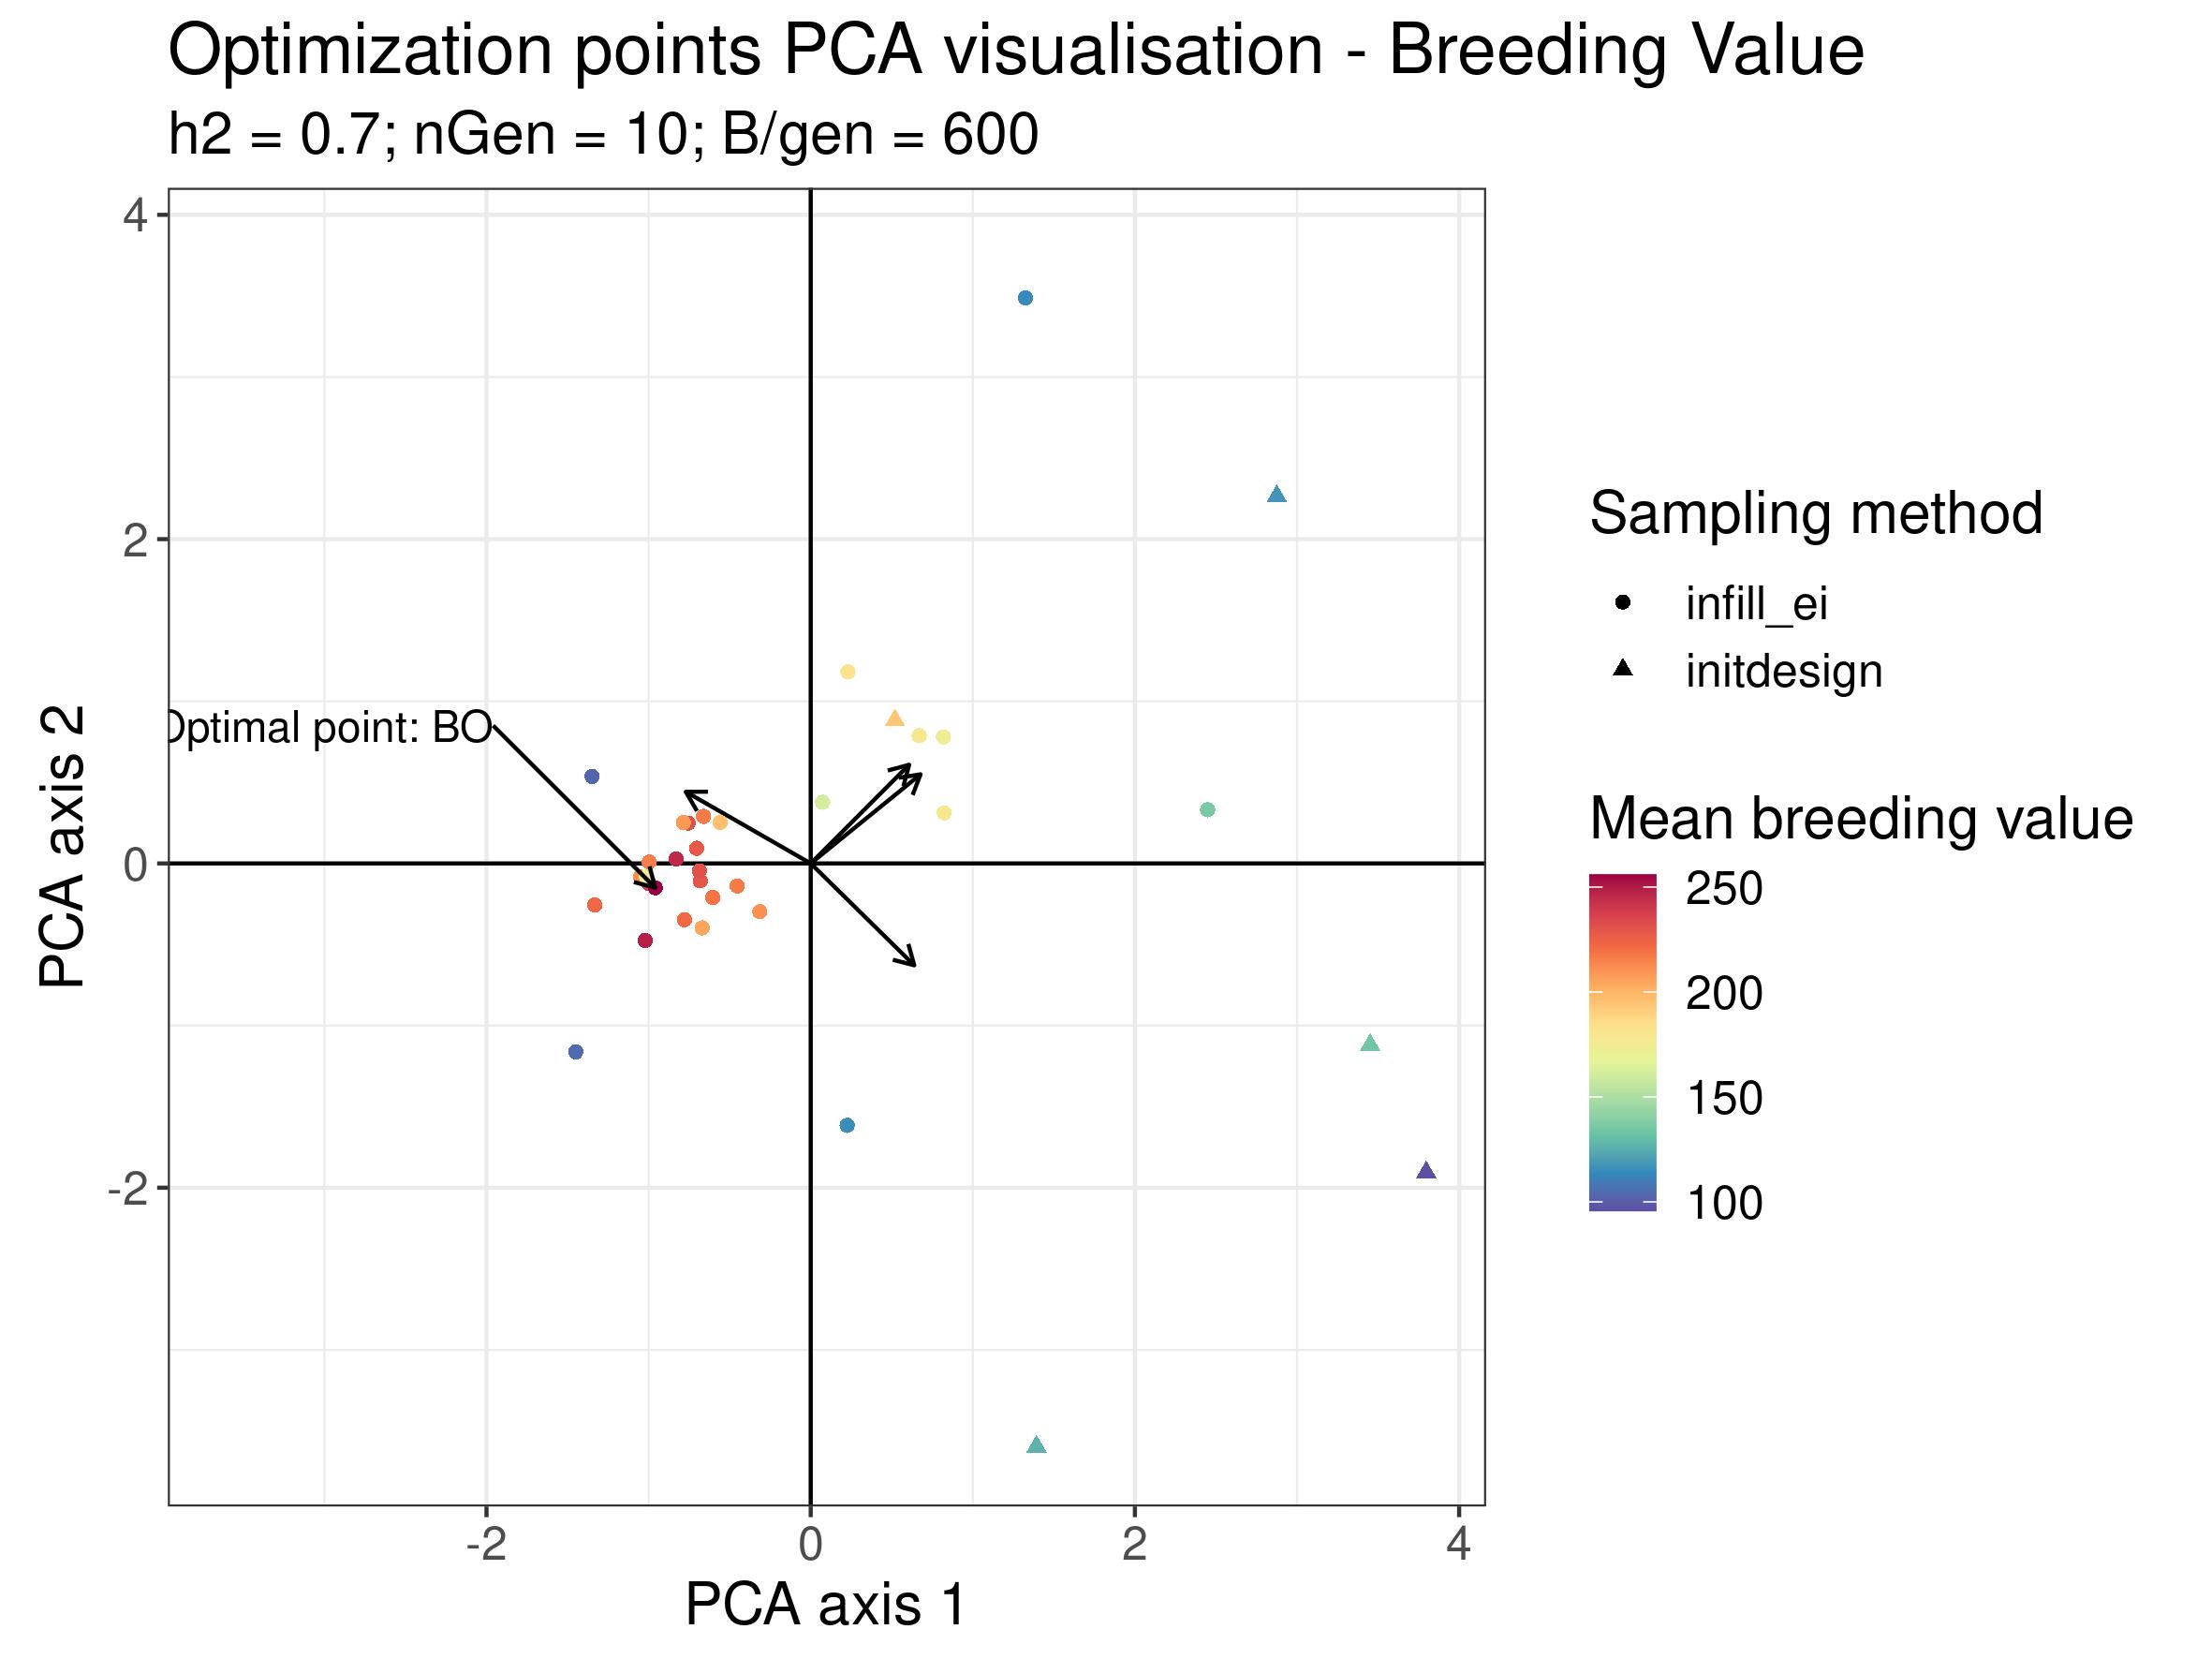 Optimization points PCA visualisation - Breeding Value
h2 = 0.7; nGen = 10; B/gen = 600
4
2
0
-2
PCA axis 2
Optimal point: BO
-2
0
2
4
PCA axis 1
Sampling method
infill_ei
initdesign
Mean breeding value
250
200
150
100